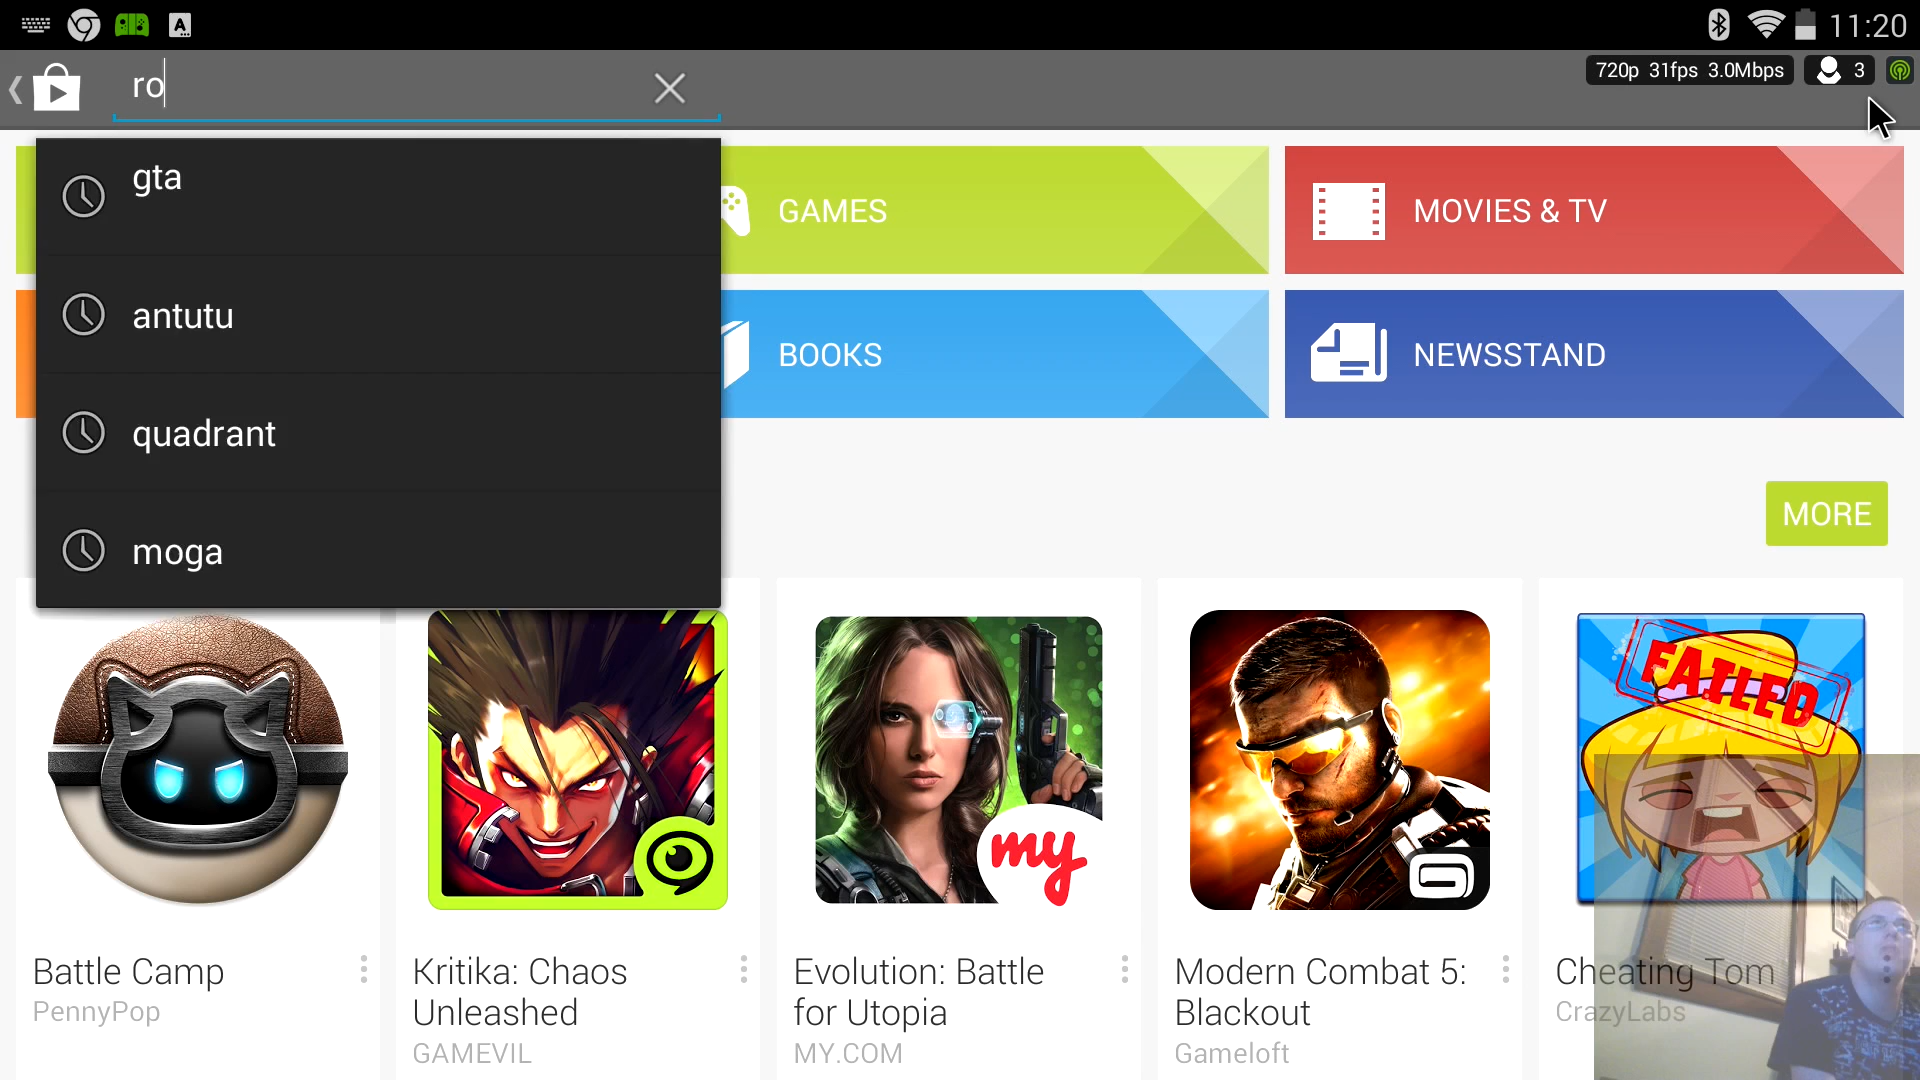 11:20
ro
720p 31fps 3.0Mbps 3
gta
antutu
quadrant
moga
GAMES
MOVIES & TV
BOOKS
NEWSSTAND
MORE
my
FAILED
Battle Camp
PennyPop
Kritika: Chaos
Unleashed
GAMEVIL
Evolution: Battle
for Utopia
MY.COM
Modern Combat 5:
Blackout
Gameloft
Cheating Tom
CrazyLabs